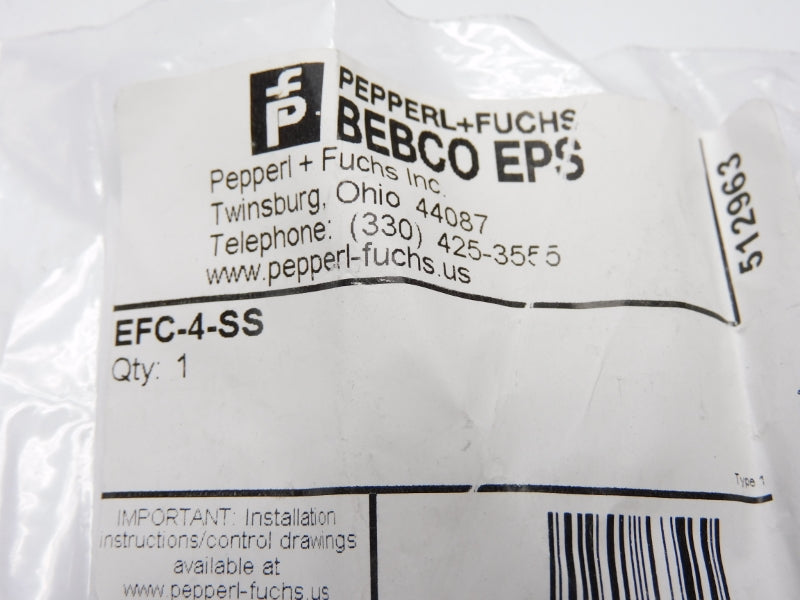 PEPPERL+FUCHS
BEBCO EPS
Pepperl + Fuchs Inc.
Twinsburg, Ohio 44087
Telephone: (330) 425-3555
www.pepperl-fuchs.us
512963
EFC-4-SS
Qty: 1
Type 1
IMPORTANT: Installation
instructions/control drawings
available at
www.pepperl-fuchs.us